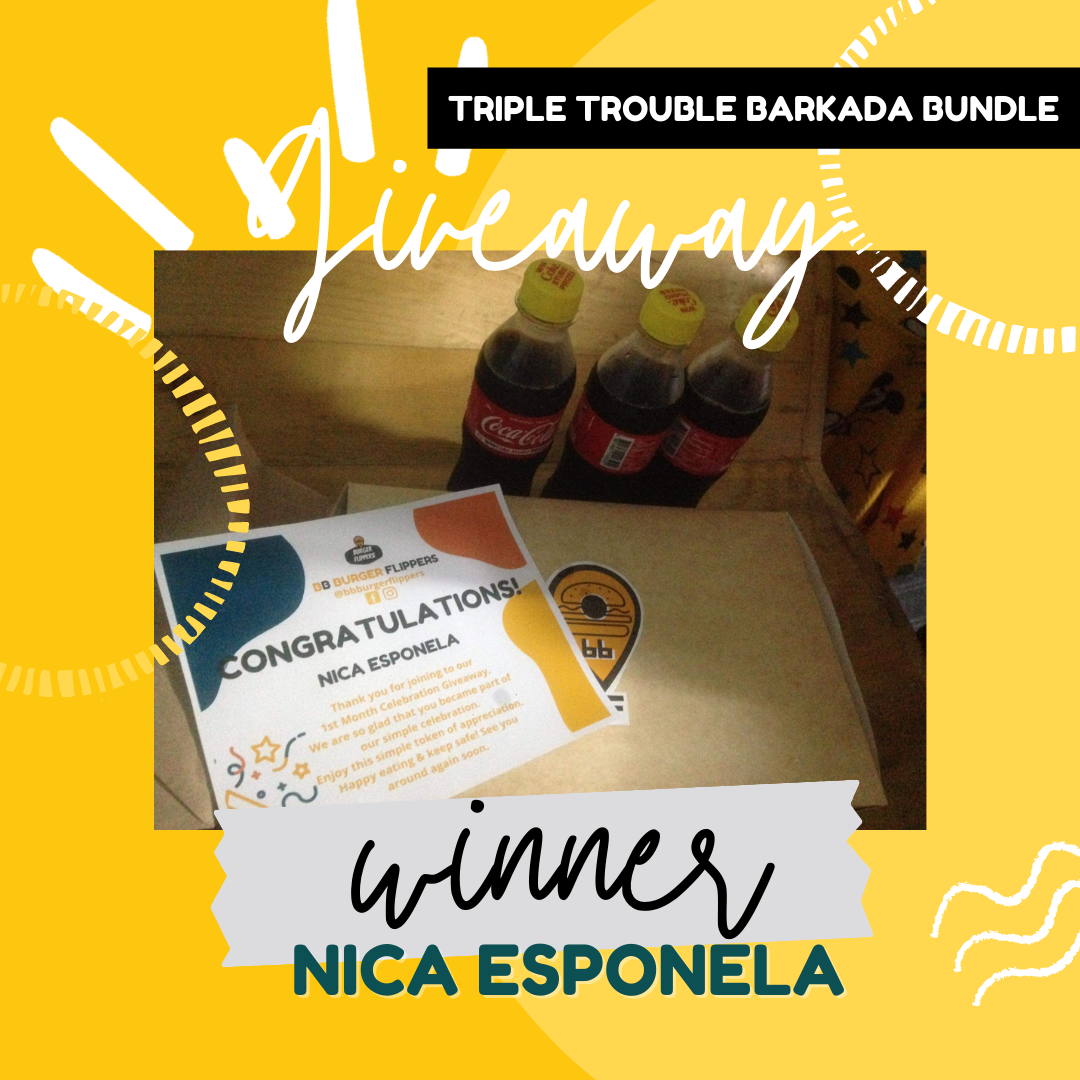 TRIPLE TROUBLE BARKADA BUNDLE
Giveaway
Coca-Cola
BURGER
FLIPPERS
BB BURGER FLIPPERS
@bbburgerflippers
CONGRATULATIONS!
NICA ESPONELA
Thank you for joining to our
1st Month Celebration Giveaway.
We are so glad that you became part of
our simple celebration.
Enjoy this simple token of appreciation.
Happy eating & keep safe! See you
around again soon.
bb
winner
NICA ESPONELA